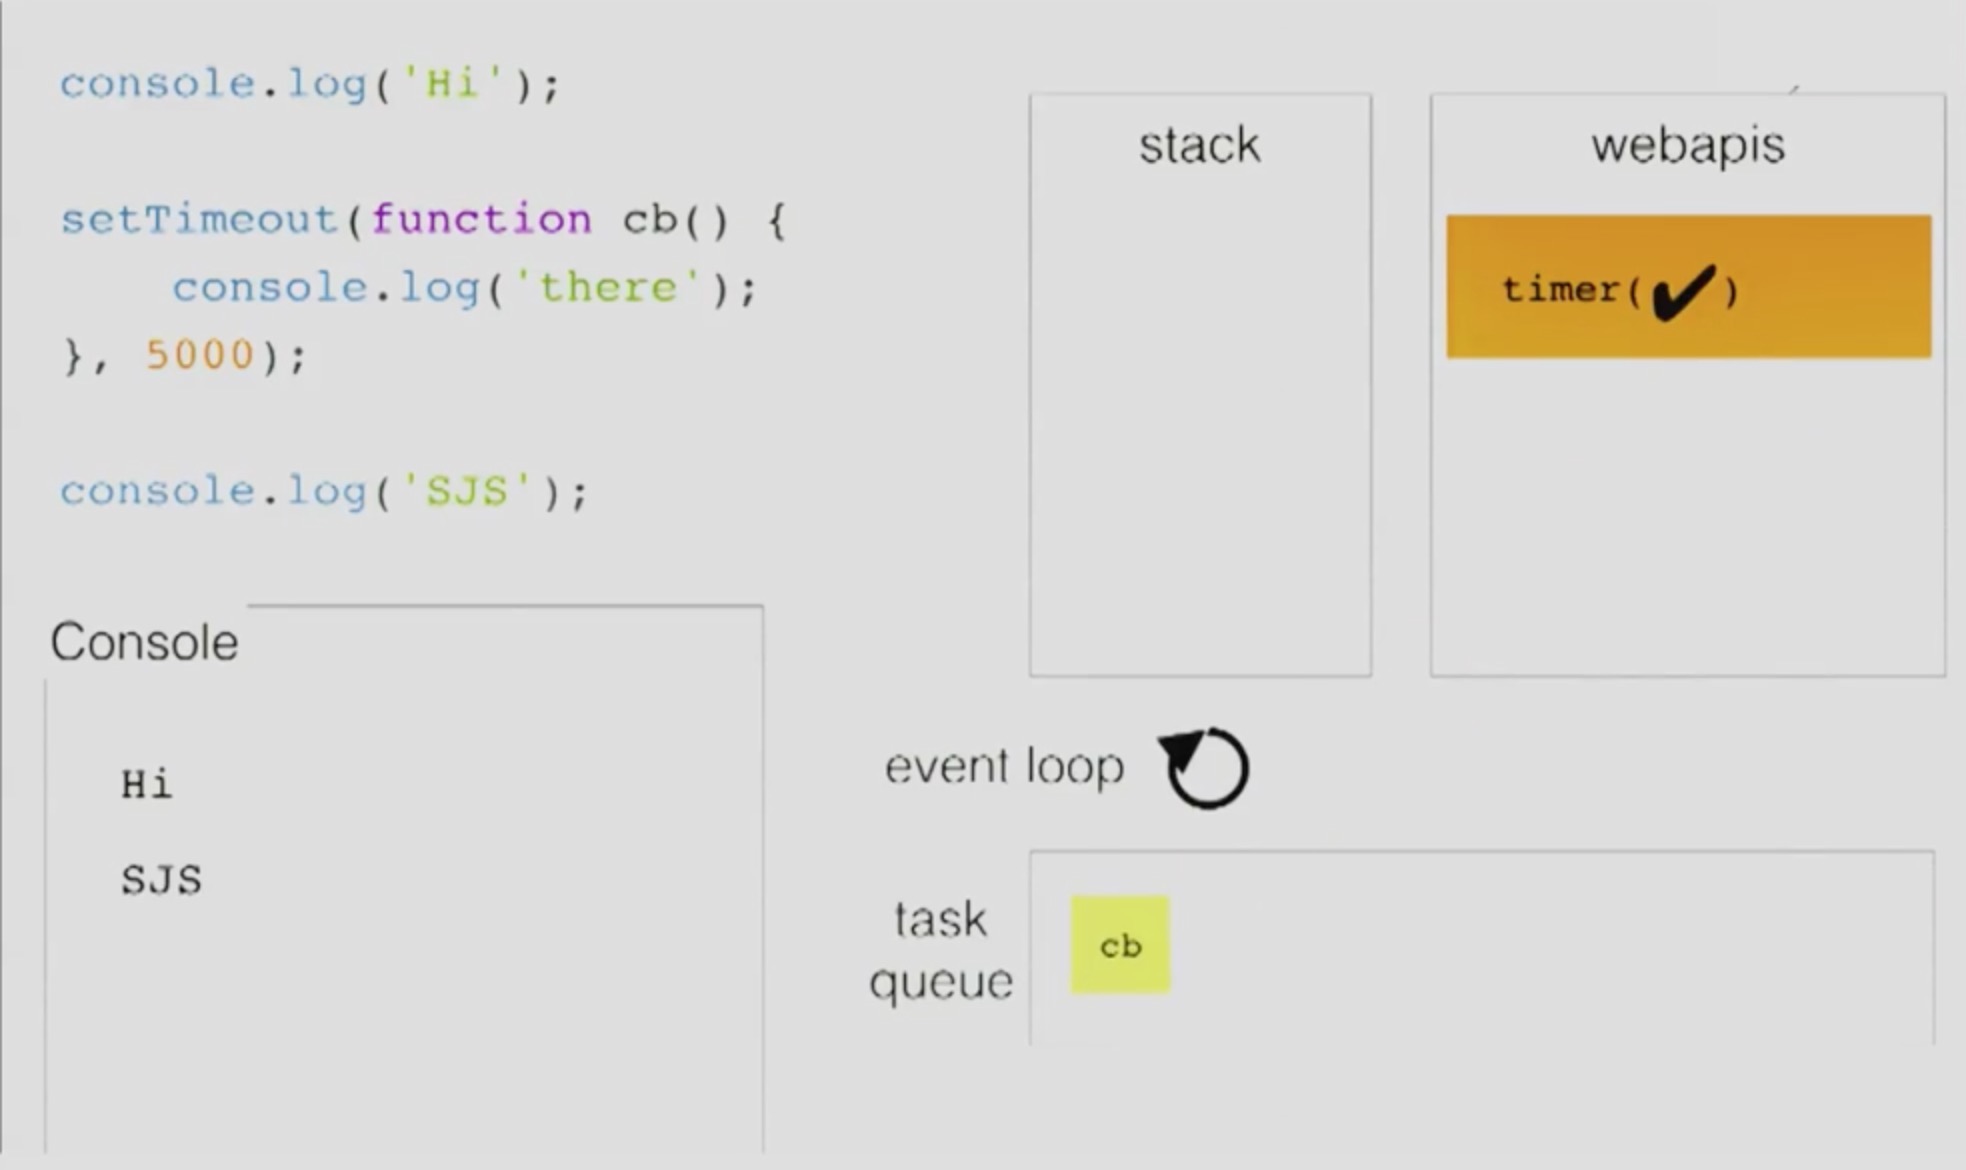 console.log('Hi');
setTimeout(function cb() {
    console.log('there');
}, 5000);
console.log('SJS');
Console
Hi
SJS
stack
webapis
timer(✔)
event loop
task
queue
cb